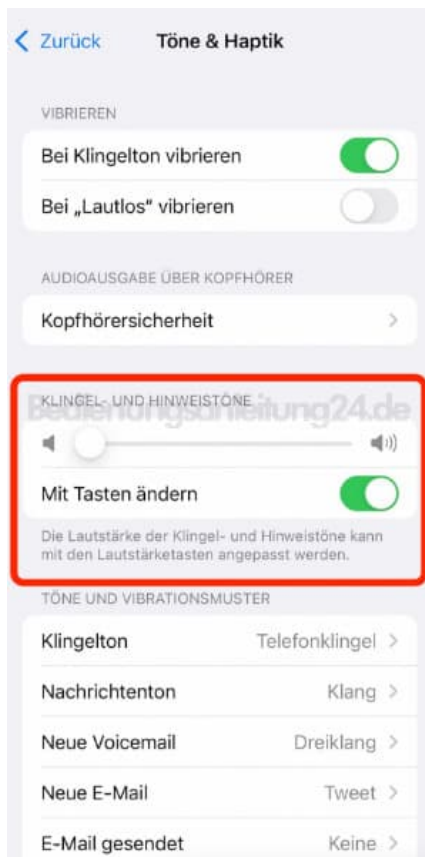 Zurück Töne & Haptik
VIBRIEREN
Bei Klingelton vibrieren
Bei „Lautlos" vibrieren
AUDIOAUSGABE ÜBER KOPFHÖRER
Kopfhörersicherheit
KLINGEL- UND HINWEISTÖNE
Bedienungsanleitung24.de
Mit Tasten ändern
Die Lautstärke der Klingel- und Hinweistöne kann
mit den Lautstärketasten angepasst werden.
TÖNE UND VIBRATIONSMUSTER
Klingelton Telefonklingel
Nachrichtenton Klang
Neue Voicemail Dreiklang
Neue E-Mail Tweet
E-Mail gesendet Keine